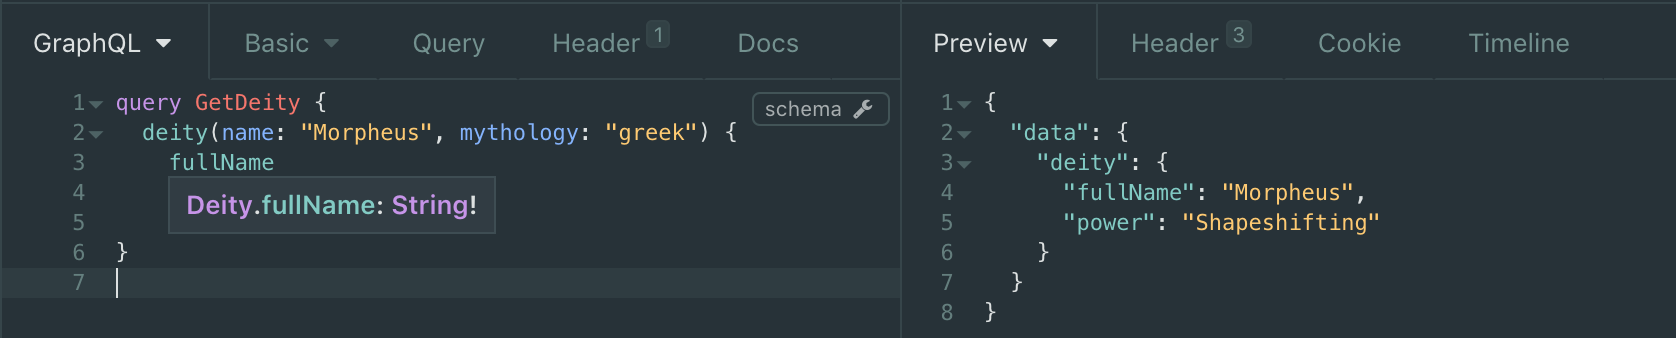 GraphQL Basic Query Header 1 Docs
1 query GetDeity {
2 deity(name: "Morpheus", mythology: "greek") {
3 fullName
4
5
6 }
7
schema
Deity.fullName: String!
Preview Header 3 Cookie Timeline
1 {
2 "data": {
3 "deity": {
4 "fullName": "Morpheus",
5 "power": "Shapeshifting"
6 }
7 }
8 }